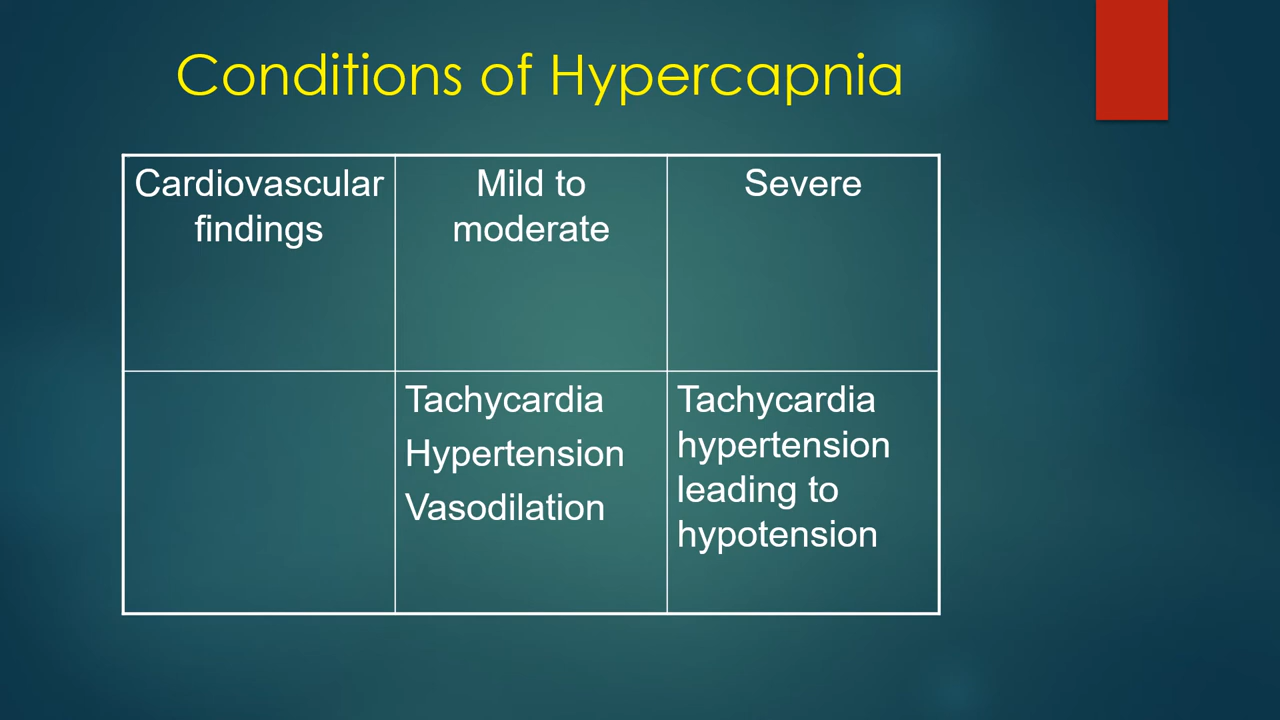 Conditions of Hypercapnia
Cardiovascular
findings
Mild to
moderate
Severe
Tachycardia
Hypertension
Vasodilation
Tachycardia
hypertension
leading to
hypotension